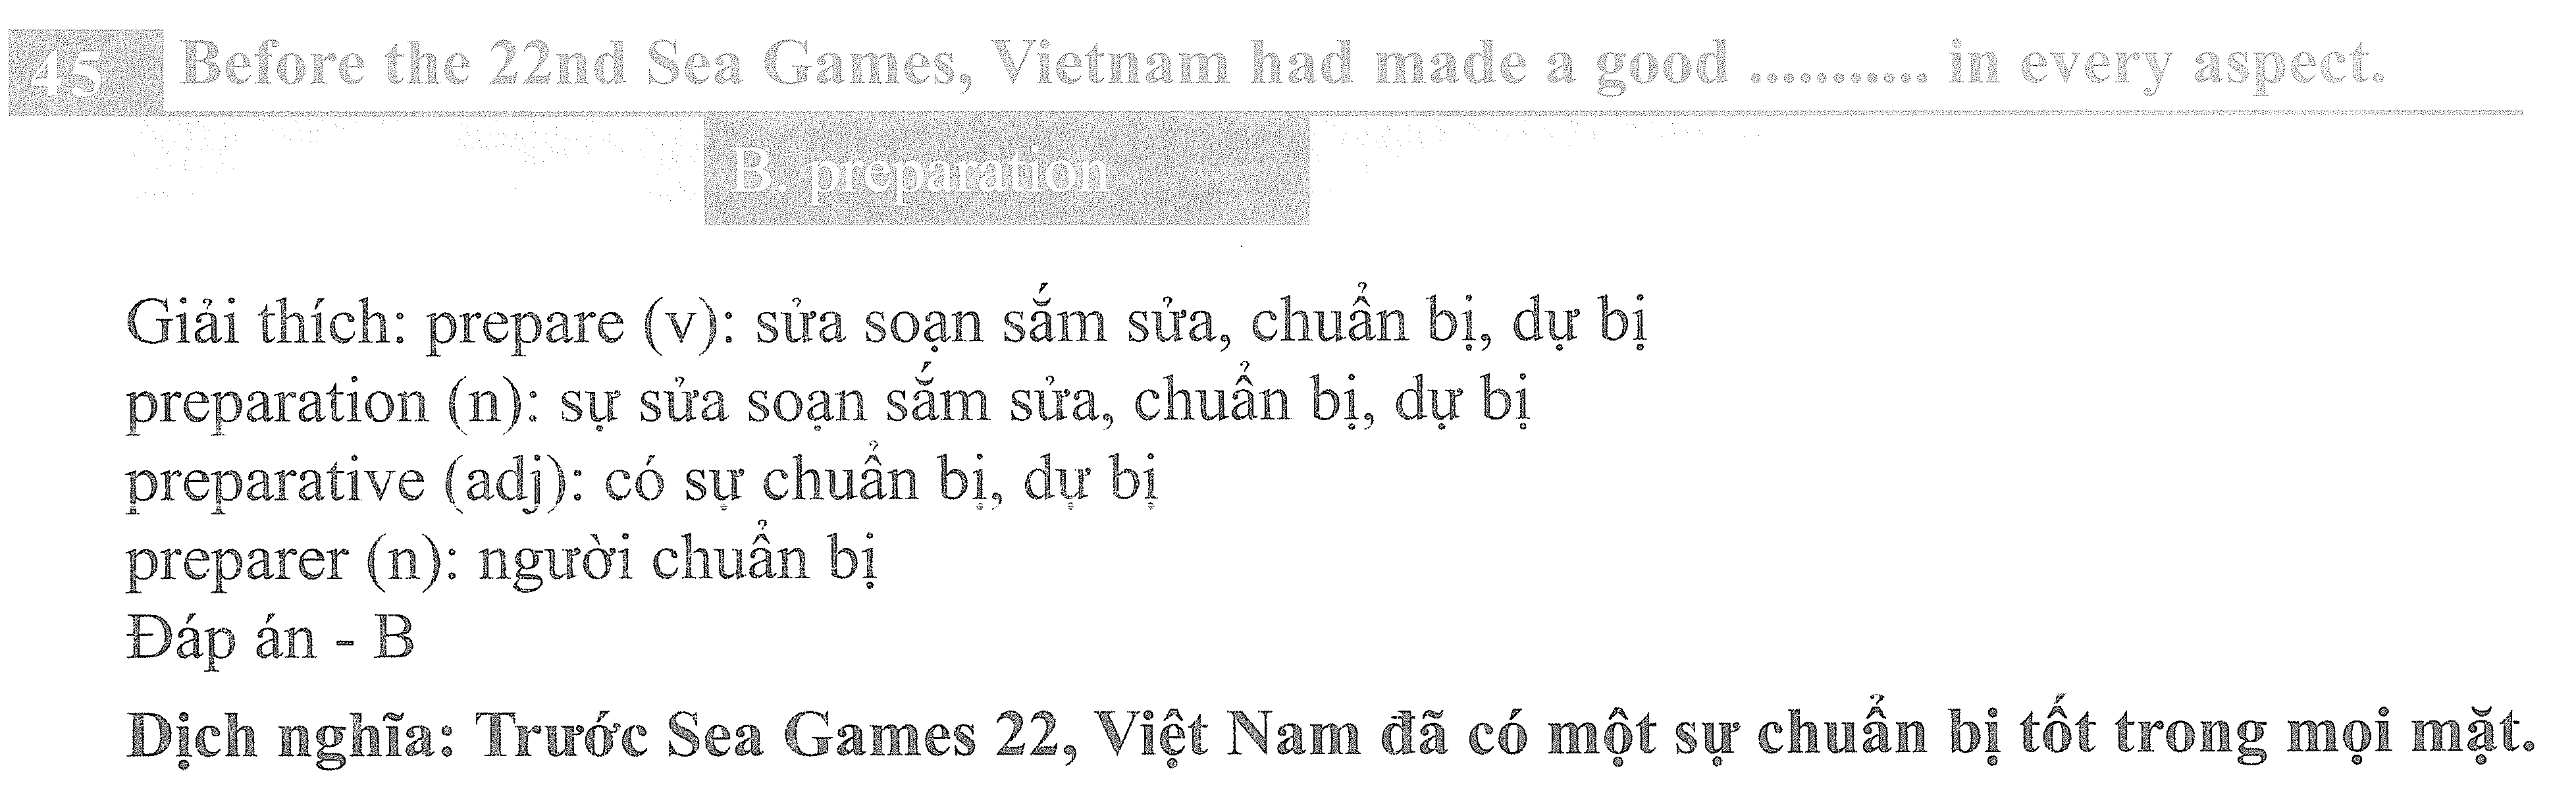 45 Before the 22nd Sea Games, Vietnam had made a good ........... in every aspect.
B. preparation
Giải thích: prepare (v): sửa soạn sắm sửa, chuẩn bị, dự bị
preparation (n): sự sửa soạn sắm sửa, chuẩn bị, dự bị
preparative (adj): có sự chuẩn bị, dự bị
preparer (n): người chuẩn bị
Đáp án - B
Dịch nghĩa: Trước Sea Games 22, Việt Nam đã có một sự chuẩn bị tốt trong mọi mặt.